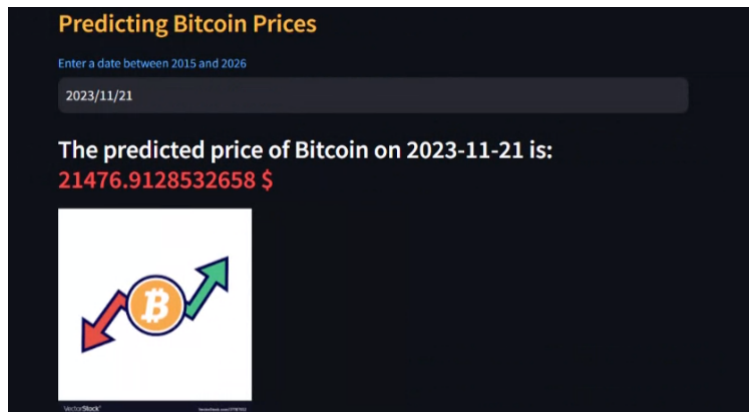 Predicting Bitcoin Prices
Enter a date between 2015 and 2026
2023/11/21
The predicted price of Bitcoin on 2023-11-21 is:
21476.9128532658 $
VectorStock